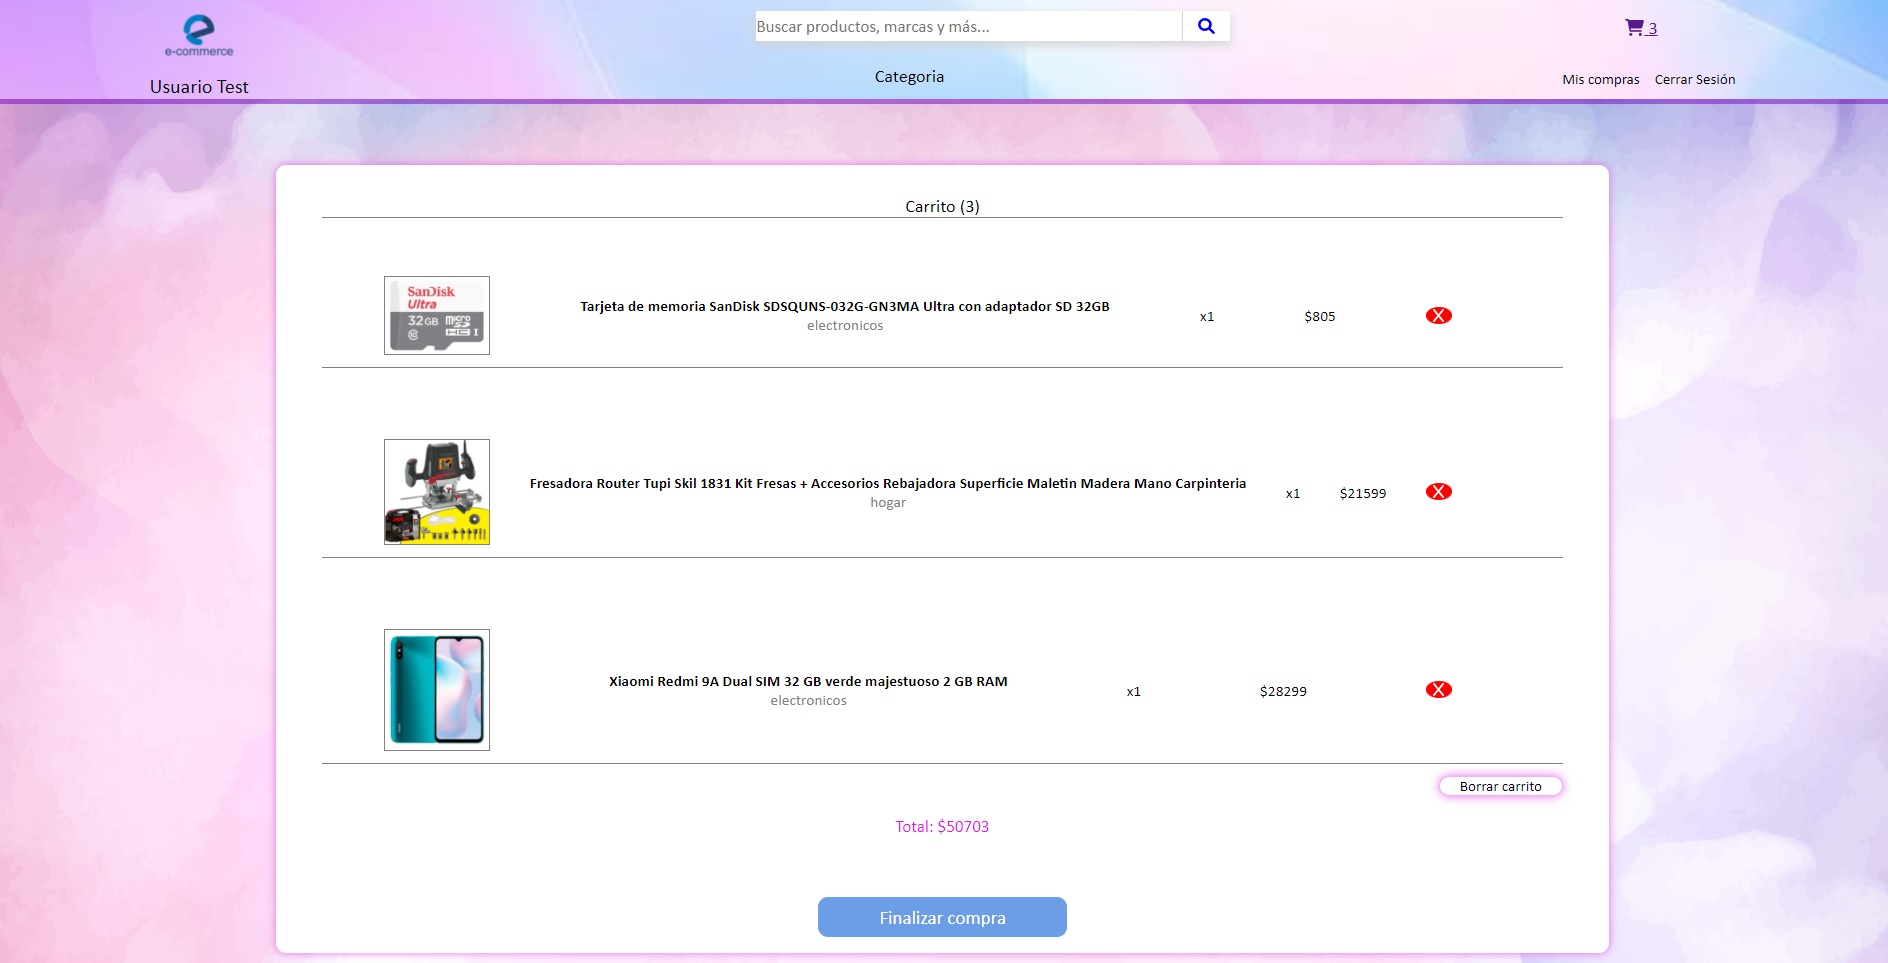 e-commerce
Buscar productos, marcas y más...
3
Usuario Test
Categoria
Mis compras
Cerrar Sesión
Carrito (3)
SanDisk
Ultra
32GB micro
HC I
Tarjeta de memoria SanDisk SDSQUNS-032G-GN3MA Ultra con adaptador SD 32GB
electronicos
x1
$805
X
Fresadora Router Tupi Skil 1831 Kit Fresas + Accesorios Rebajadora Superficie Maletin Madera Mano Carpinteria
hogar
x1
$21599
X
Xiaomi Redmi 9A Dual SIM 32 GB verde majestuoso 2 GB RAM
electronicos
x1
$28299
X
Borrar carrito
Total: $50703
Finalizar compra